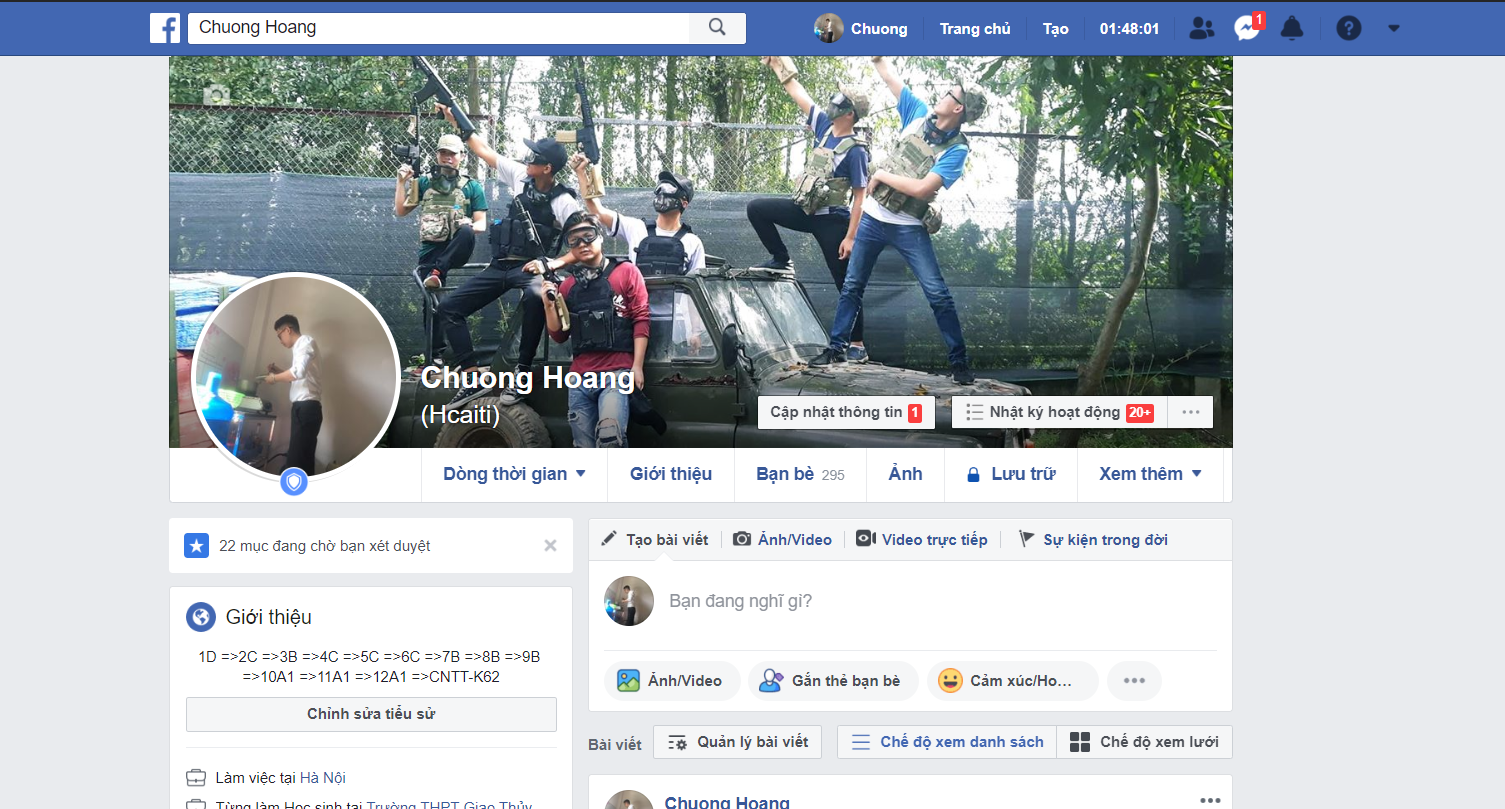 Chuong Hoang
Chuong
Trang chủ
Tạo
01:48:01
1
Chuong Hoang
(Hcaiti)
Cập nhật thông tin 1
Nhật ký hoạt động 20+
Dòng thời gian
Giới thiệu
Bạn bè 295
Ảnh
Lưu trữ
Xem thêm
22 mục đang chờ bạn xét duyệt
Giới thiệu
1D =>2C =>3B =>4C =>5C =>6C =>7B =>8B =>9B
=>10A1 =>11A1 =>12A1 =>CNTT-K62
Chỉnh sửa tiểu sử
Làm việc tại Hà Nội
Từng làm Học sinh tại Trường THPT Giao Thủy
Tạo bài viết
Ảnh/Video
Video trực tiếp
Sự kiện trong đời
Bạn đang nghĩ gì?
Ảnh/Video
Gắn thẻ bạn bè
Cảm xúc/Ho...
Bài viết
Quản lý bài viết
Chế độ xem danh sách
Chế độ xem lưới
Chuong Hoang